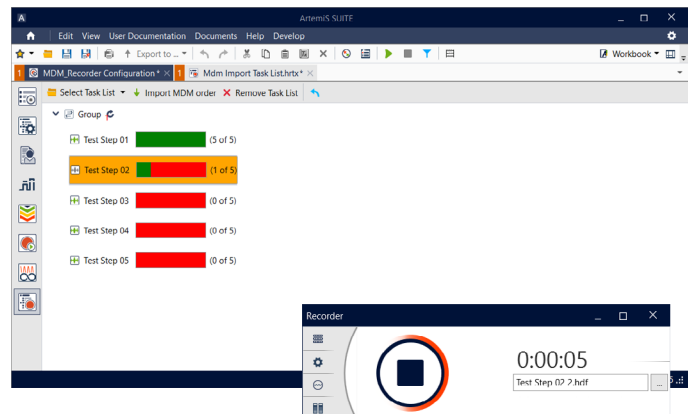 A ArtemiS SUITE
Edit View User Documentation Documents Help Develop
Export to ... Workbook
1 MDM_Recorder Configuration* 1 Mdm Import Task List.hrtx*
Select Task List Import MDM order Remove Task List
Group
Test Step 01 (5 of 5)
Test Step 02 (1 of 5)
Test Step 03 (0 of 5)
Test Step 04 (0 of 5)
Test Step 05 (0 of 5)
Recorder
0:00:05
Test Step 02 2.hdf ...